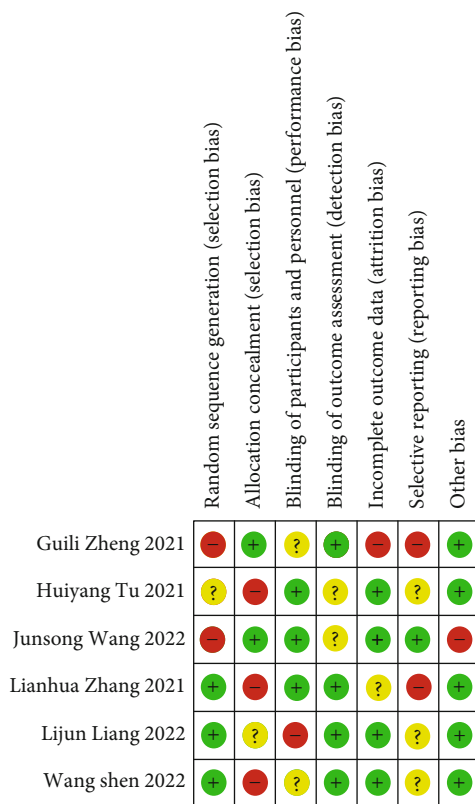 Random sequence generation (selection bias)
Allocation concealment (selection bias)
Blinding of participants and personnel (performance bias)
Blinding of outcome assessment (detection bias)
Incomplete outcome data (attrition bias)
Selective reporting (reporting bias)
Other bias
Guili Zheng 2021 − + ? + − − +
Huiyang Tu 2021 ? − + ? + ? +
Junsong Wang 2022 − + + ? + + −
Lianhua Zhang 2021 + − + + ? − +
Lijun Liang 2022 + ? − + + ? +
Wang shen 2022 + − ? + + ? +